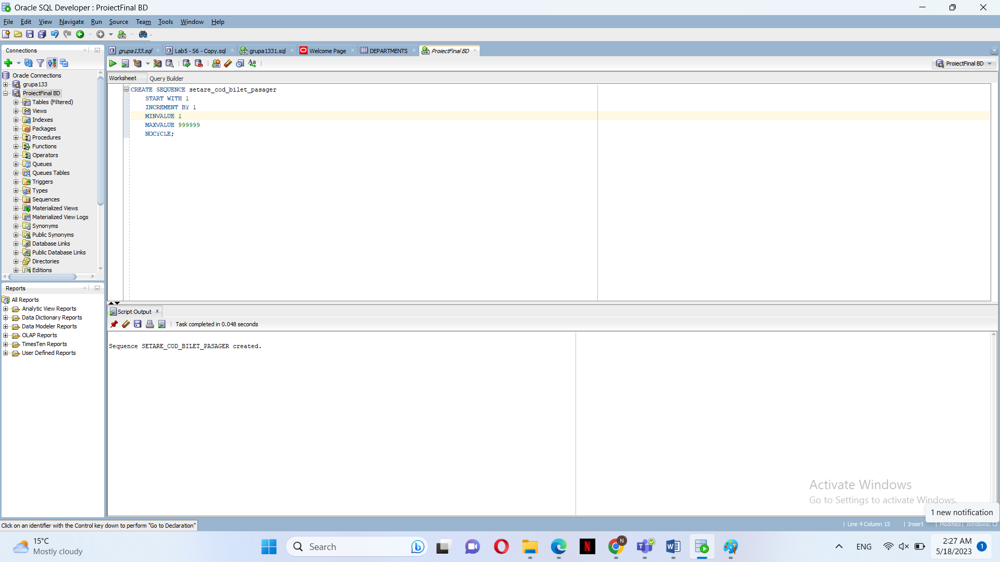 Oracle SQL Developer : ProiectFinal BD
File Edit View Navigate Run Source Team Tools Window Help
Connections
grupa133.sql
Lab5 - S6 - Copy.sql
grupa1331.sql
Welcome Page
DEPARTMENTS
ProiectFinal BD
ProiectFinal BD
Worksheet
Query Builder
Oracle Connections
grupa133
ProiectFinal BD
Tables (Filtered)
Views
Indexes
Packages
Procedures
Functions
Operators
Queues
Queues Tables
Triggers
Types
Sequences
Materialized Views
Materialized View Logs
Synonyms
Public Synonyms
Database Links
Public Database Links
Directories
Editions
CREATE SEQUENCE setare_cod_bilet_pasager
START WITH 1
INCREMENT BY 1
MINVALUE 1
MAXVALUE 999999
NOCYCLE;
Reports
All Reports
Analytic View Reports
Data Dictionary Reports
Data Modeler Reports
OLAP Reports
TimesTen Reports
User Defined Reports
Script Output
Task completed in 0.048 seconds
Sequence SETARE_COD_BILET_PASAGER created.
Activate Windows
Go to Settings to activate Windows.
1 new notification
Click on an identifier with the Control key down to perform "Go to Declaration"
Line 4 Column 15
Insert
Modified
Windows:
15°C
Mostly cloudy
Search
N
ENG
2:27 AM
5/18/2023
1